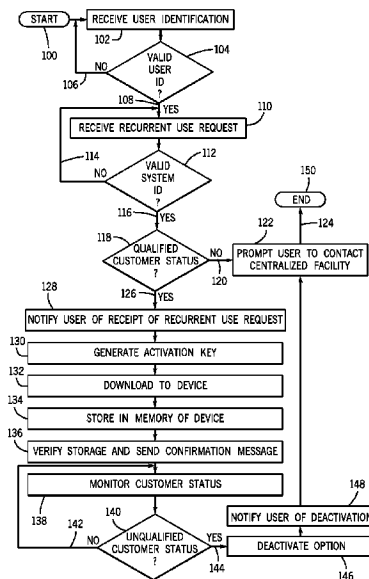 START
100
RECEIVE USER IDENTIFICATION
102
104
VALID
USER
ID
?
NO
106
108
YES
RECEIVE RECURRENT USE REQUEST
110
112
114
NO
VALID
SYSTEM
ID
?
116
YES
118
QUALIFIED
CUSTOMER STATUS
?
NO
120
122
PROMPT USER TO CONTACT
CENTRALIZED FACILITY
124
END
150
126
YES
128
NOTIFY USER OF RECEIPT OF RECURRENT USE REQUEST
130
GENERATE ACTIVATION KEY
132
DOWNLOAD TO DEVICE
134
STORE IN MEMORY OF DEVICE
136
VERIFY STORAGE AND SEND CONFIRMATION MESSAGE
MONITOR CUSTOMER STATUS
138
140
142
NO
UNQUALIFIED
CUSTOMER STATUS
?
YES
144
DEACTIVATE OPTION
146
NOTIFY USER OF DEACTIVATION
148